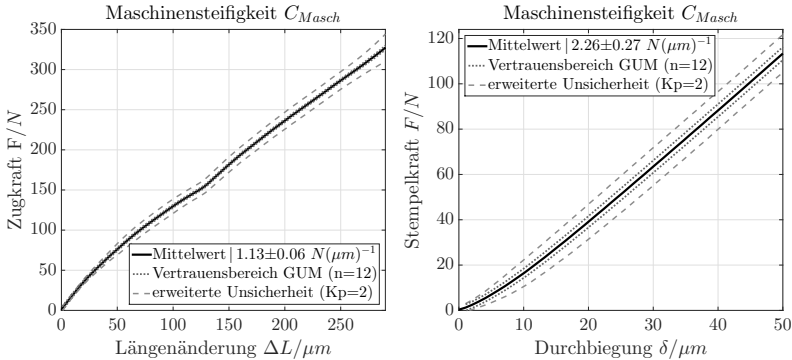 Maschinensteifigkeit C_Masch
350
300
250
200
150
100
50
0
Zugkraft F/N
Mittelwert | 1.13±0.06 N(μm)⁻¹
Vertrauensbereich GUM (n=12)
erweiterte Unsicherheit (Kp=2)
0 50 100 150 200 250
Längenänderung ΔL/μm
Maschinensteifigkeit C_Masch
120
100
80
60
40
20
0
Stempelkraft F/N
Mittelwert | 2.26±0.27 N(μm)⁻¹
Vertrauensbereich GUM (n=12)
erweiterte Unsicherheit (Kp=2)
0 10 20 30 40 50
Durchbiegung δ/μm